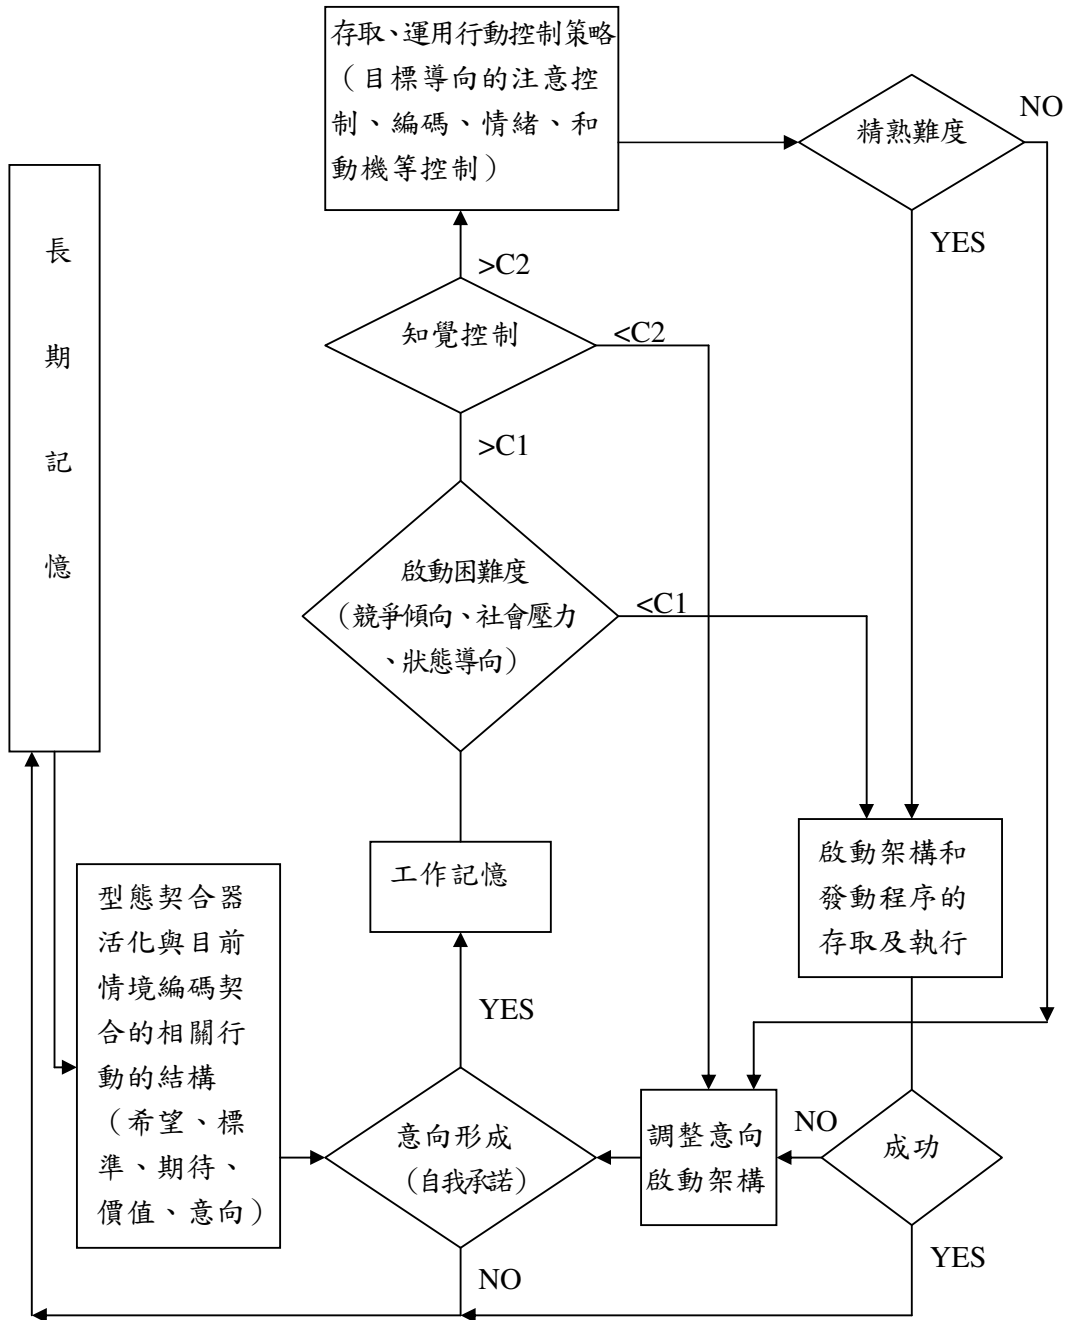 存取、運用行動控制策略
（目標導向的注意控
制、編碼、情緒、和
動機等控制）
精熟難度
NO
YES
>C2
知覺控制
<C2
>C1
長
期
記
憶
啟動困難度
（競爭傾向、社會壓力
、狀態導向）
<C1
工作記憶
啟動架構和
發動程序的
存取及執行
型態契合器
活化與目前
情境編碼契
合的相關行
動的結構
（希望、標
準、期待、
價值、意向）
YES
意向形成
（自我承諾）
NO
調整意向
啟動架構
NO
成功
YES